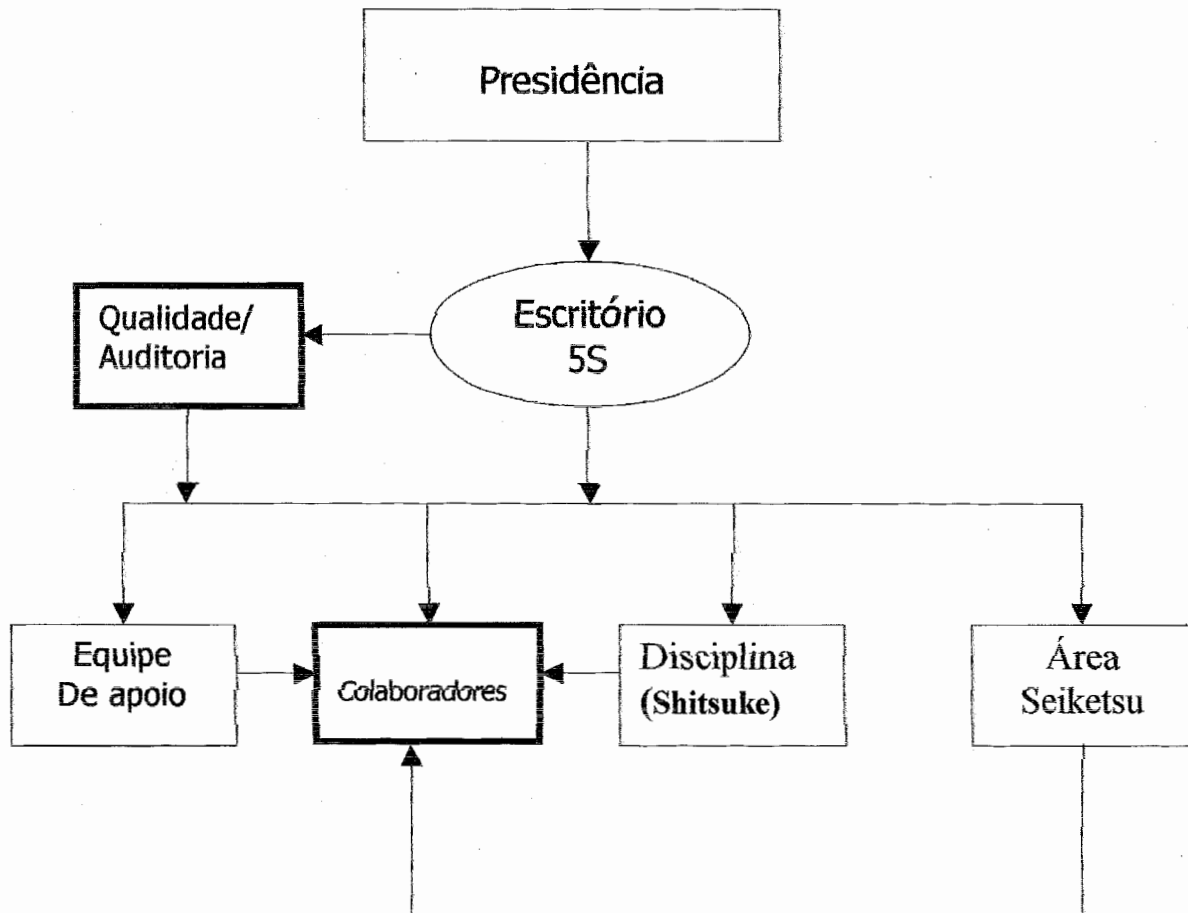 Presidência
Escritório
5S
Qualidade/
Auditoria
Equipe
De apoio
Colaboradores
Disciplina
(Shitsuke)
Área
Seiketsu